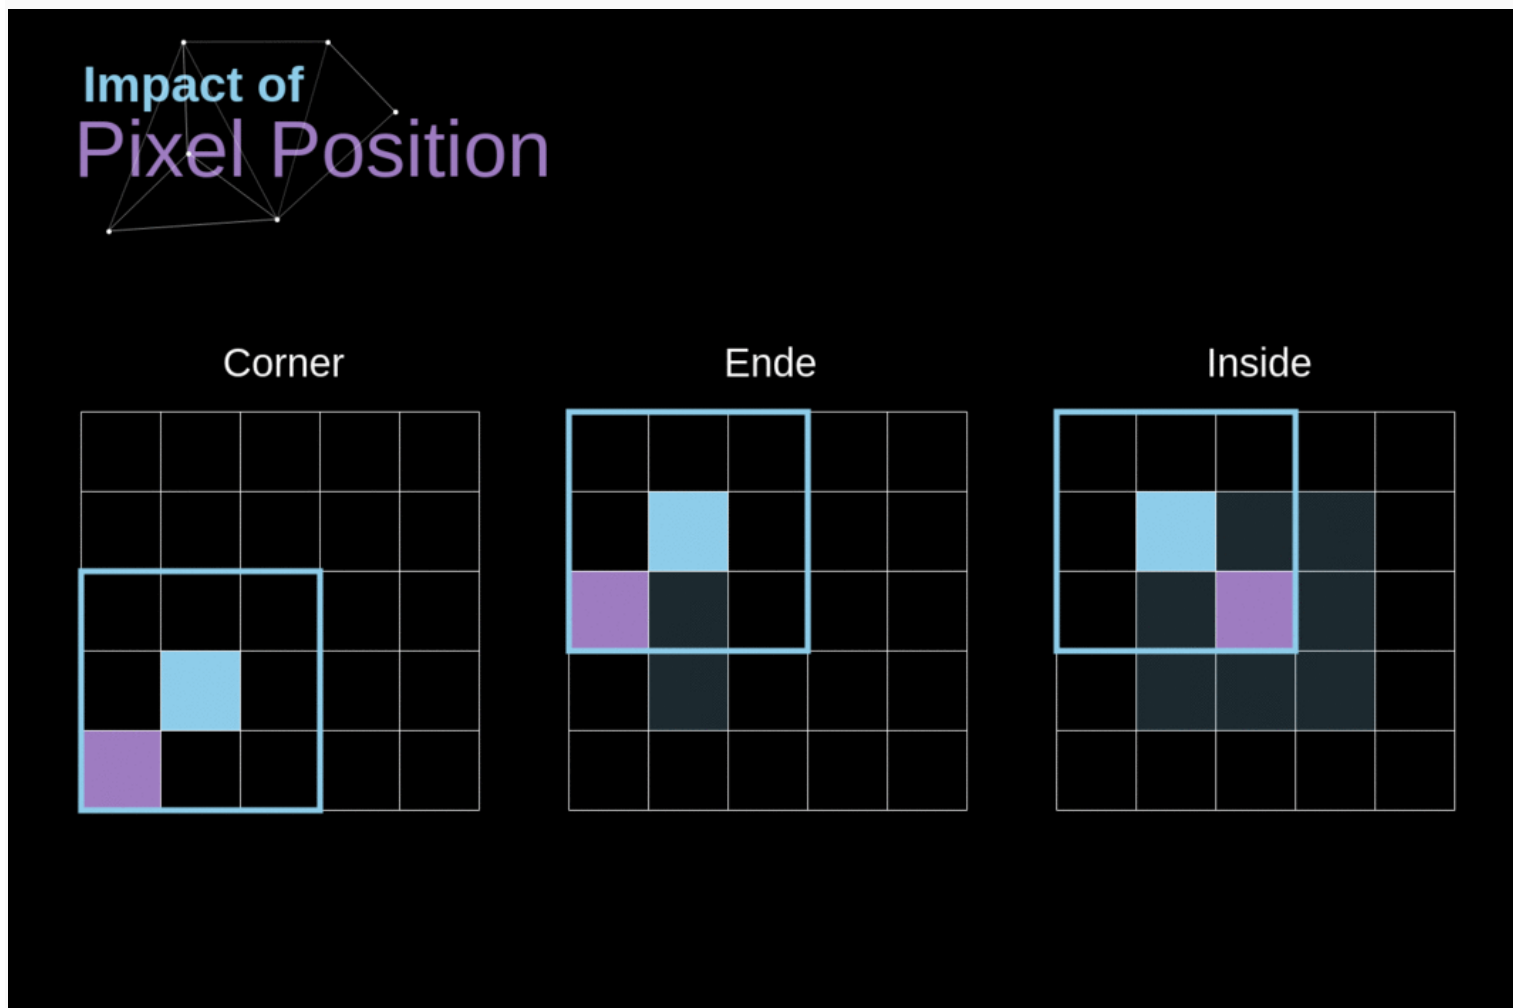 Impact of
Pixel Position
Corner
Ende
Inside